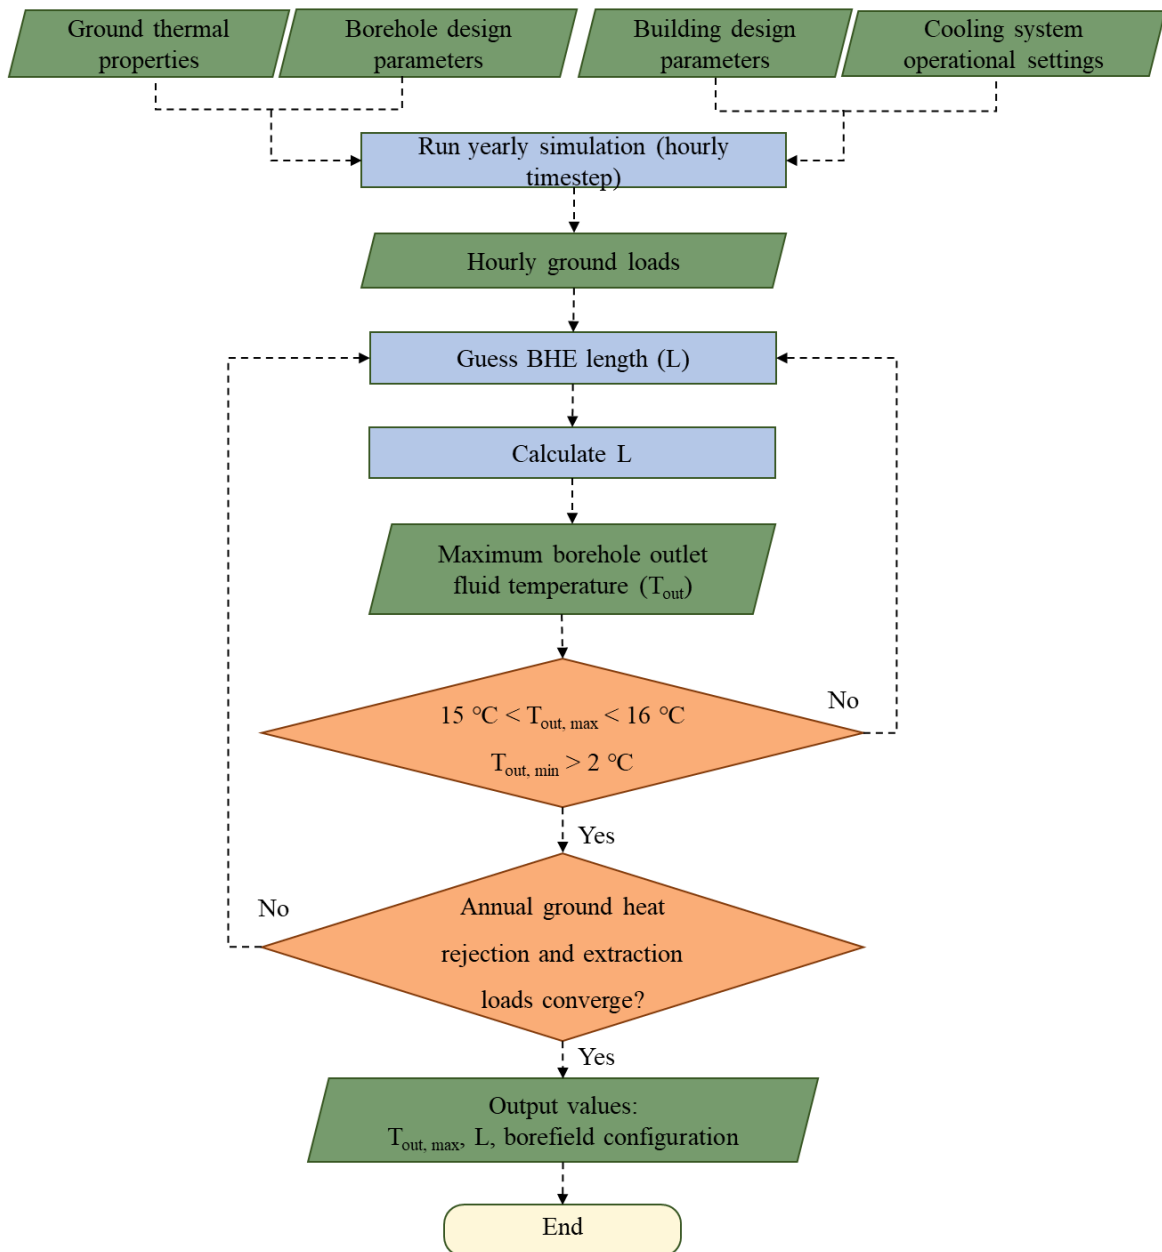 Ground thermal
properties
Borehole design
parameters
Building design
parameters
Cooling system
operational settings
Run yearly simulation (hourly
timestep)
Hourly ground loads
Guess BHE length (L)
Calculate L
Maximum borehole outlet
fluid temperature (Tout)
15 ℃ < Tout, max < 16 ℃
Tout, min > 2 ℃
No
Yes
Annual ground heat
rejection and extraction
loads converge?
No
Yes
Output values:
Tout, max, L, borefield configuration
End